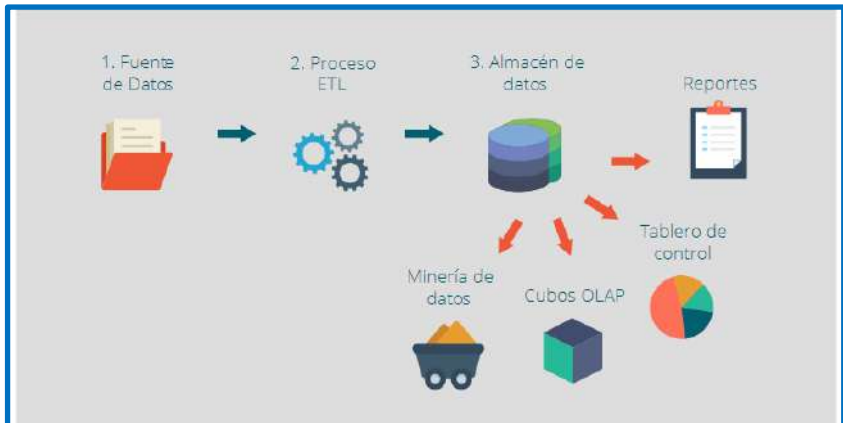 1. Fuente
de Datos
2. Proceso
ETL
3. Almacén de
datos
Reportes
Tablero de
control
Minería de
datos
Cubos OLAP